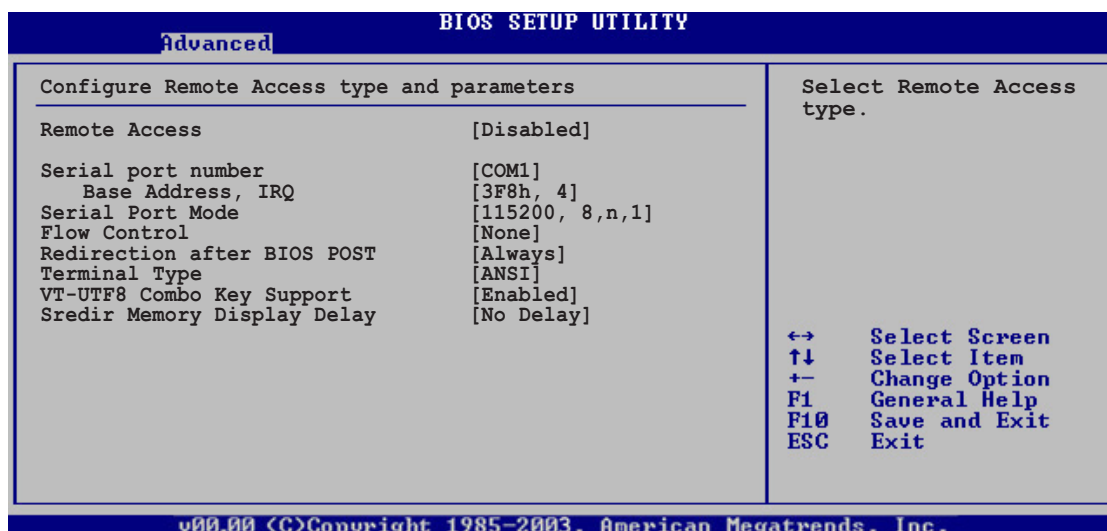 BIOS SETUP UTILITY
Advanced
Configure Remote Access type and parameters
Remote Access [Disabled]
Serial port number [COM1]
Base Address, IRQ [3F8h, 4]
Serial Port Mode [115200, 8,n,1]
Flow Control [None]
Redirection after BIOS POST [Always]
Terminal Type [ANSI]
VT-UTF8 Combo Key Support [Enabled]
Sredir Memory Display Delay [No Delay]
Select Remote Access
type.
←→ Select Screen
↑↓ Select Item
+- Change Option
F1 General Help
F10 Save and Exit
ESC Exit
v00.00 (C)Copyright 1985-2003, American Megatrends, Inc.